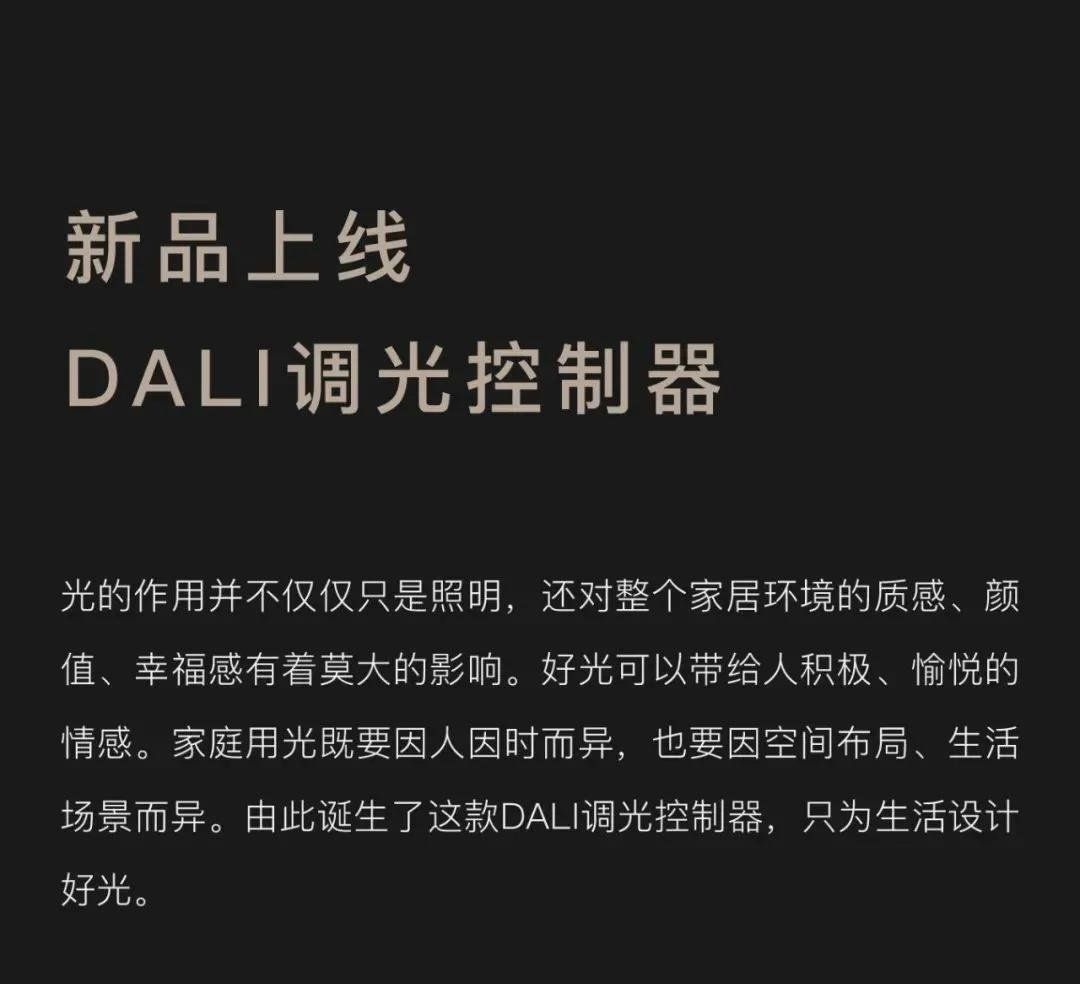 新品上线
DALI调光控制器
光的作用并不仅仅只是照明，还对整个家居环境的质感、颜
值、幸福感有着莫大的影响。好光可以带给人积极、愉悦的
情感。家庭用光既要因人因时而异，也要因空间布局、生活
场景而异。由此诞生了这款DALI调光控制器，只为生活设计
好光。